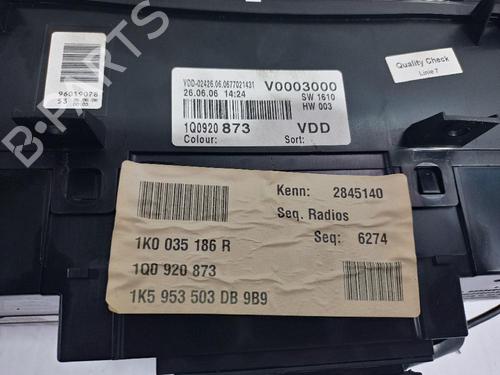 B-PARTS
96019078
53
VDD-02426.06.0677021431
V0003000
26.06.06 14:24
SW 1610
HW 003
1Q0920 873
VDD
Colour:
Sort:
Quality Check
Linie 7
Kenn: 2845140
Seq. Radios
1K0 035 186 R
Seq: 6274
1Q0 920 873
1K5 953 503 DB 9B9